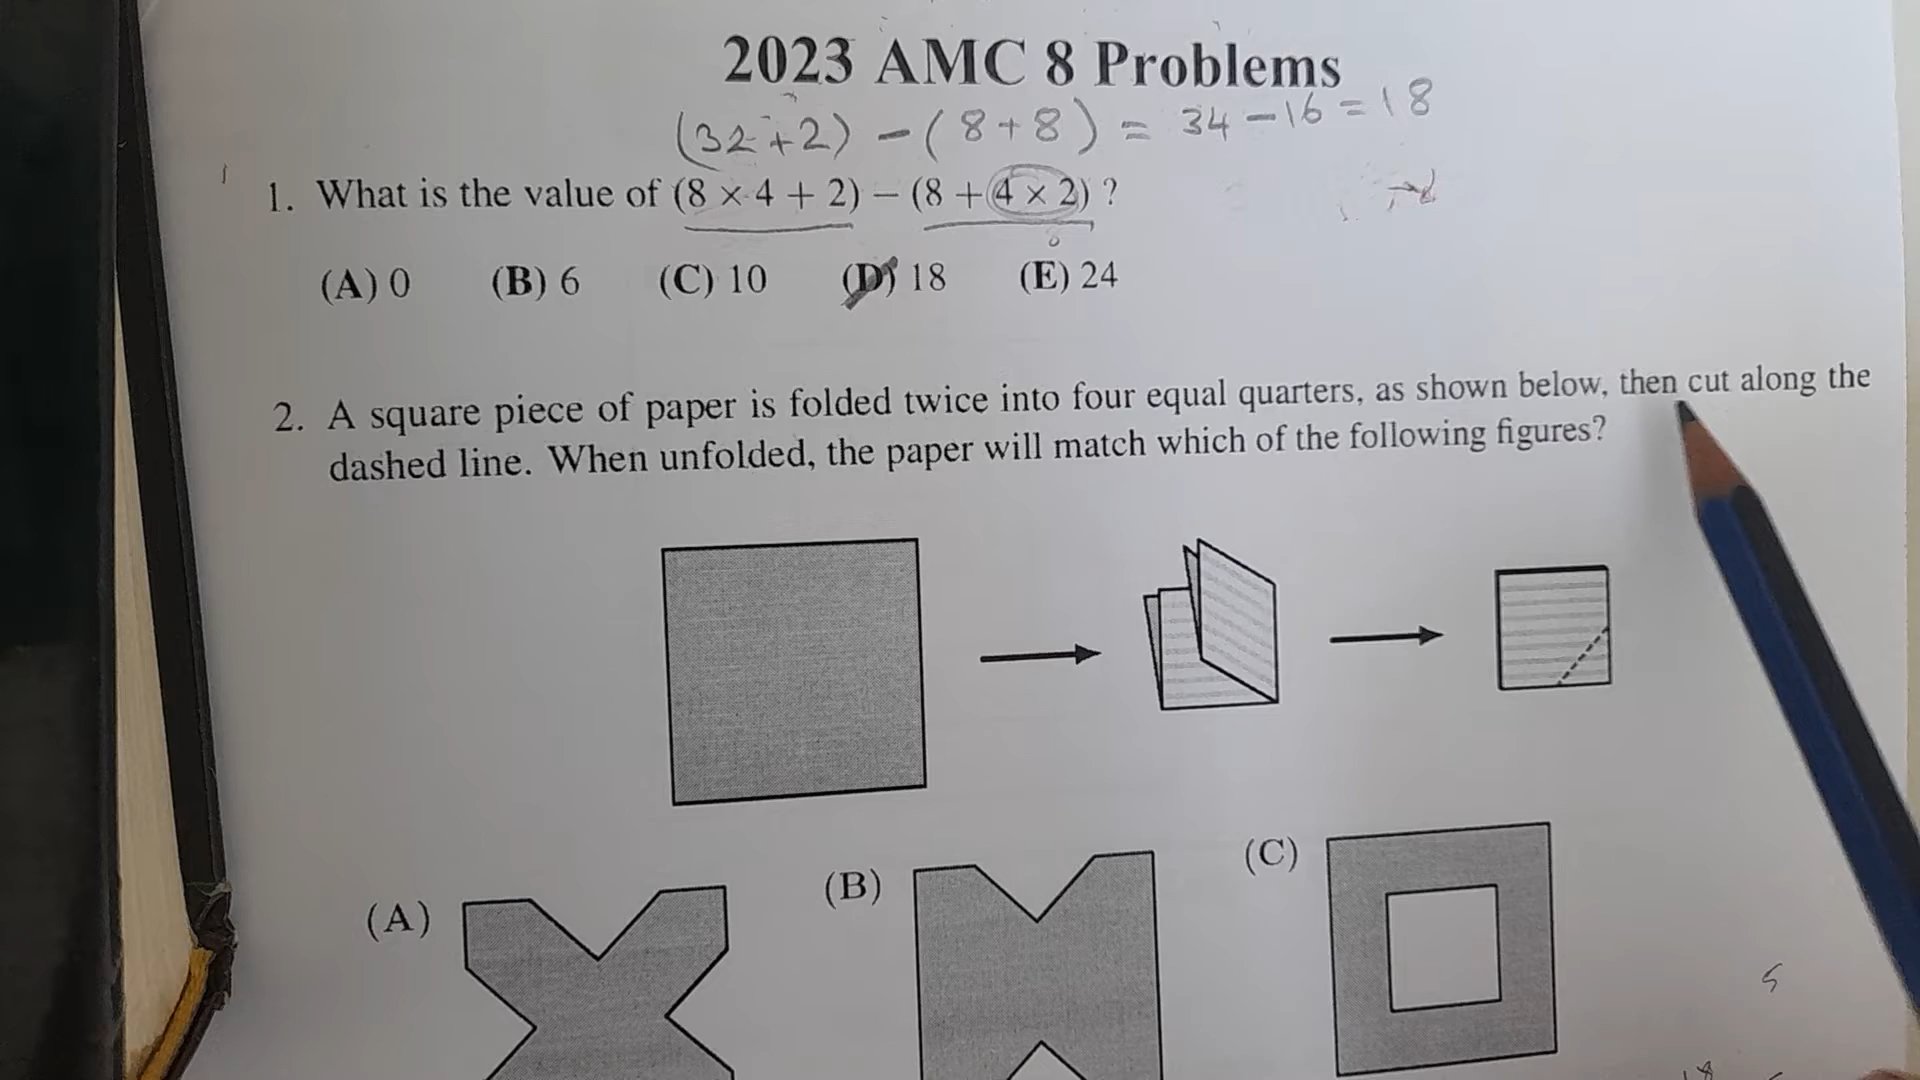 2023 AMC 8 Problems
(32+2) - (8+8) = 34-16=18
1. What is the value of (8 × 4 + 2) − (8 + 4 × 2) ?
8
(A) 0 (B) 6 (C) 10 (D) 18 (E) 24
2. A square piece of paper is folded twice into four equal quarters, as shown below, then cut along the
dashed line. When unfolded, the paper will match which of the following figures?
(A) (B) (C)